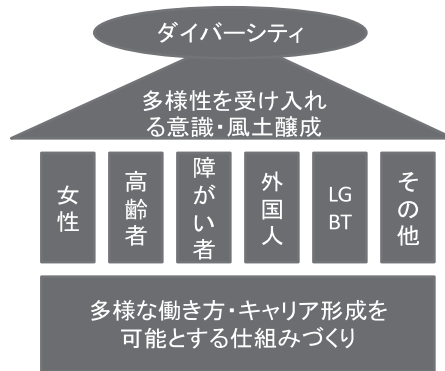 ダイバーシティ
多様性を受け入れ
る意識・風土醸成
女性
高齢者
障がい者
外国人
LG
BT
その他
多様な働き方・キャリア形成を
可能とする仕組みづくり